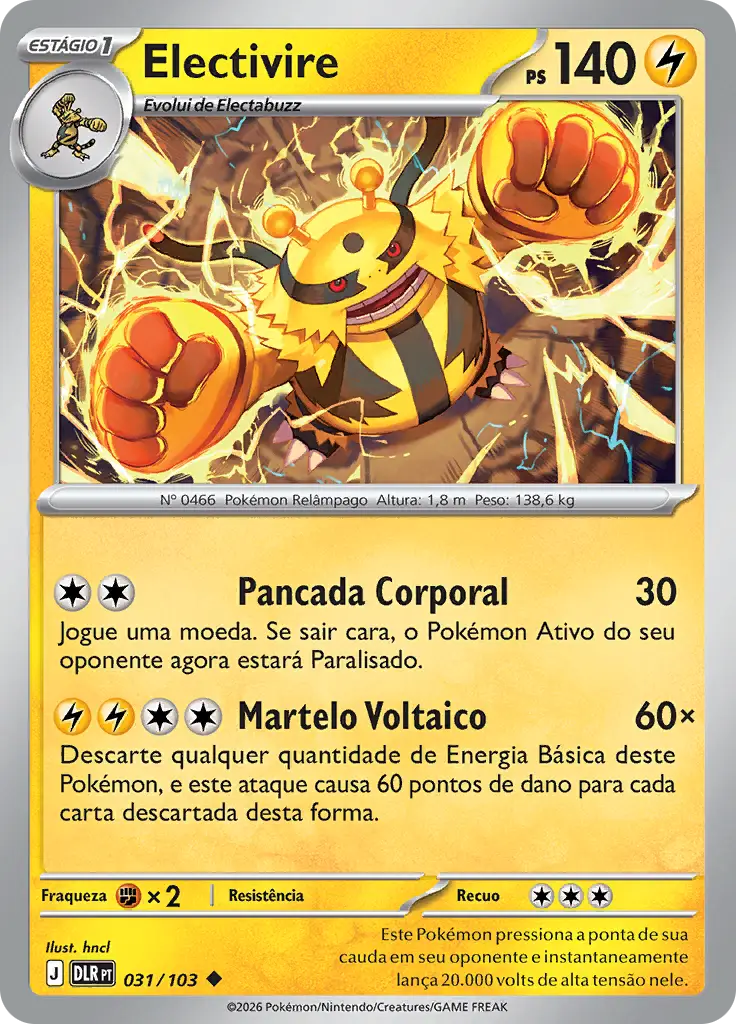 ESTÁGIO 1
Electivire
PS 140
Evolui de Electabuzz
Nº 0466 Pokémon Relâmpago Altura: 1,8 m Peso: 138,6 kg
Pancada Corporal 30
Jogue uma moeda. Se sair cara, o Pokémon Ativo do seu
oponente agora estará Paralisado.
Martelo Voltaico 60×
Descarte qualquer quantidade de Energia Básica deste
Pokémon, e este ataque causa 60 pontos de dano para cada
carta descartada desta forma.
Fraqueza ×2 Resistência Recuo
Ilust. hncl
J DLR PT 031/103
Este Pokémon pressiona a ponta de sua
cauda em seu oponente e instantaneamente
lança 20.000 volts de alta tensão nele.
©2026 Pokémon/Nintendo/Creatures/GAME FREAK